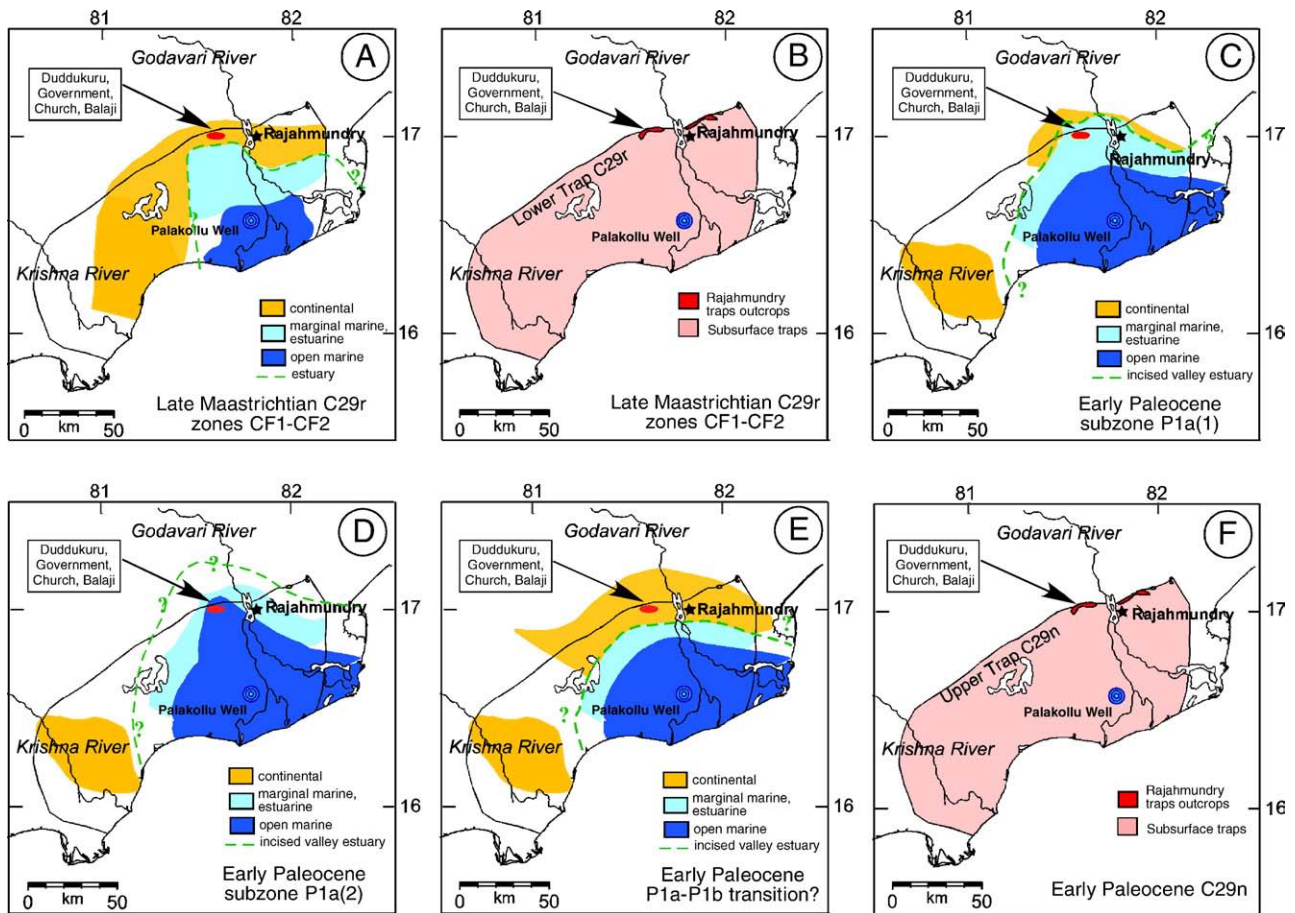 81
82
Godavari River
A
Duddukuru,
Government,
Church, Balaji
Rajahmundry
17
?
?
Palakollu Well
Krishna River
continental
marginal marine,
estuarine
open marine
estuary
16
0 km 50
Late Maastrichtian C29r
zones CF1-CF2
81
82
Godavari River
B
Duddukuru,
Government,
Church, Balaji
Rajahmundry
17
Lower Trap C29r
Palakollu Well
Krishna River
Rajahmundry
traps outcrops
Subsurface traps
16
0 km 50
Late Maastrichtian C29r
zones CF1-CF2
81
82
Godavari River
C
Duddukuru,
Government,
Church, Balaji
?
17
Rajahmundry
Palakollu Well
Krishna River
?
continental
marginal marine,
estuarine
open marine
incised valley estuary
16
0 km 50
Early Paleocene
subzone P1a(1)
81
82
Godavari River
D
Duddukuru,
Government,
Church, Balaji
?
?
Rajahmundry
17
Palakollu Well
?
Krishna River
continental
marginal marine,
estuarine
open marine
incised valley estuary
16
0 km 50
Early Paleocene
subzone P1a(2)
81
82
Godavari River
E
Duddukuru,
Government,
Church, Balaji
Rajahmundry
?
17
Palakollu Well
?
Krishna River
continental
marginal marine,
estuarine
open marine
incised valley estuary
16
0 km 50
Early Paleocene
P1a-P1b transition?
81
82
Godavari River
F
Duddukuru,
Government,
Church, Balaji
Rajahmundry
17
Upper Trap C29n
Palakollu Well
Krishna River
Rajahmundry
traps outcrops
Subsurface traps
16
0 km 50
Early Paleocene C29n